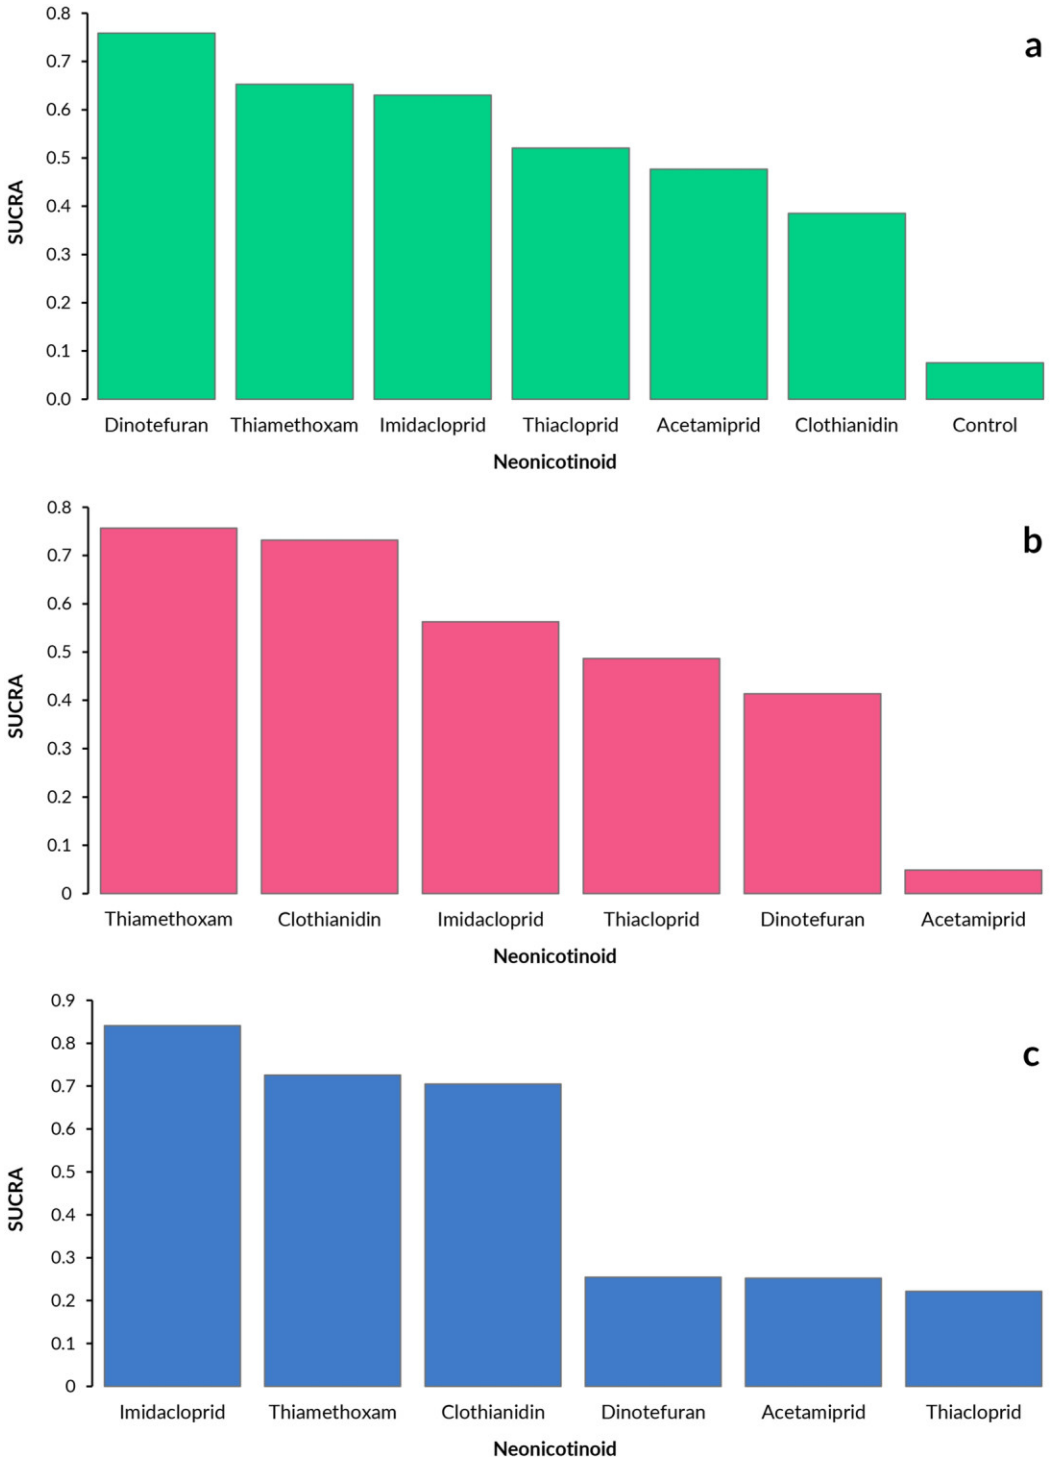 a
0.8
0.7
0.6
0.5
0.4
0.3
0.2
0.1
0.0
SUCRA
Dinotefuran Thiamethoxam Imidacloprid Thiacloprid Acetamiprid Clothianidin Control
Neonicotinoid
b
0.8
0.7
0.6
0.5
0.4
0.3
0.2
0.1
0
SUCRA
Thiamethoxam Clothianidin Imidacloprid Thiacloprid Dinotefuran Acetamiprid
Neonicotinoid
c
0.9
0.8
0.7
0.6
0.5
0.4
0.3
0.2
0.1
0
SUCRA
Imidacloprid Thiamethoxam Clothianidin Dinotefuran Acetamiprid Thiacloprid
Neonicotinoid